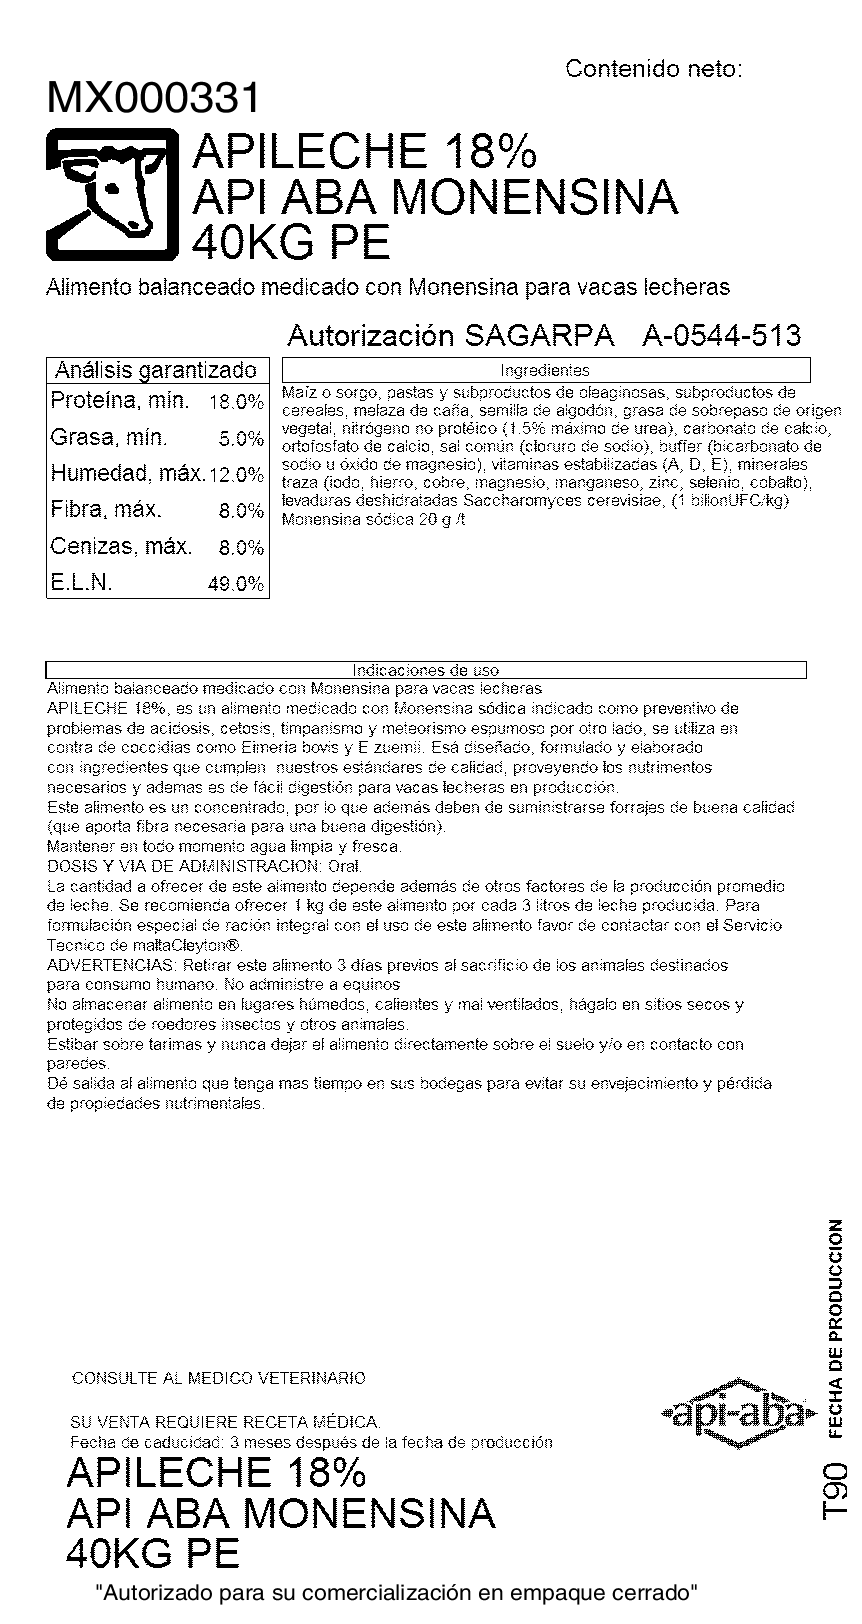 Contenido neto:
MX000331
APILECHE 18%
API ABA MONENSINA
40KG PE
Alimento balanceado medicado con Monensina para vacas lecheras
Autorización SAGARPA A-0544-513
Análisis garantizado
Proteína, mín. 18.0%
Grasa, mín. 5.0%
Humedad, máx. 12.0%
Fibra, máx. 8.0%
Cenizas, máx. 8.0%
E.L.N. 49.0%
Ingredientes
Maíz o sorgo, pastas y subproductos de oleaginosas, subproductos de
cereales, melaza de caña, semilla de algodón, grasa de sobrepaso de origen
vegetal, nitrógeno no protéico (1.5% máximo de urea), carbonato de calcio,
ortofosfato de calcio, sal común (cloruro de sodio), buffer (bicarbonato de
sodio u óxido de magnesio), vitaminas estabilizadas (A, D, E), minerales
traza (iodo, hierro, cobre, magnesio, manganeso, zinc, selenio, cobalto),
levaduras deshidratadas Saccharomyces cerevisiae, (1 billonUFC/kg)
Monensina sódica 20 g /t
Indicaciones de uso
Alimento balanceado medicado con Monensina para vacas lecheras
APILECHE 18%, es un alimento medicado con Monensina sódica indicado como preventivo de
problemas de acidosis, cetosis, timpanismo y meteorismo espumoso por otro lado, se utiliza en
contra de coccidias como Eimeria bovis y E zuernii. Esá diseñado, formulado y elaborado
con ingredientes que cumplen nuestros estándares de calidad, proveyendo los nutrimentos
necesarios y ademas es de fácil digestión para vacas lecheras en producción.
Este alimento es un concentrado, por lo que además deben de suministrarse forrajes de buena calidad
(que aporta fibra necesaria para una buena digestión).
Mantener en todo momento agua limpia y fresca.
DOSIS Y VIA DE ADMINISTRACION: Oral.
La cantidad a ofrecer de este alimento depende además de otros factores de la producción promedio
de leche. Se recomienda ofrecer 1 kg de este alimento por cada 3 litros de leche producida. Para
formulación especial de ración integral con el uso de este alimento favor de contactar con el Servicio
Tecnico de maltaCleyton®.
ADVERTENCIAS: Retirar este alimento 3 días previos al sacrificio de los animales destinados
para consumo humano. No administre a equinos
No almacenar alimento en lugares húmedos, calientes y mal ventilados, hágalo en sitios secos y
protegidos de roedores insectos y otros animales.
Estibar sobre tarimas y nunca dejar el alimento directamente sobre el suelo y/o en contacto con
paredes.
Dé salida al alimento que tenga mas tiempo en sus bodegas para evitar su envejecimiento y pérdida
de propiedades nutrimentales.
FECHA DE PRODUCCION
T90
CONSULTE AL MEDICO VETERINARIO
api-aba
SU VENTA REQUIERE RECETA MÉDICA.
Fecha de caducidad: 3 meses después de la fecha de producción
APILECHE 18%
API ABA MONENSINA
40KG PE
"Autorizado para su comercialización en empaque cerrado"